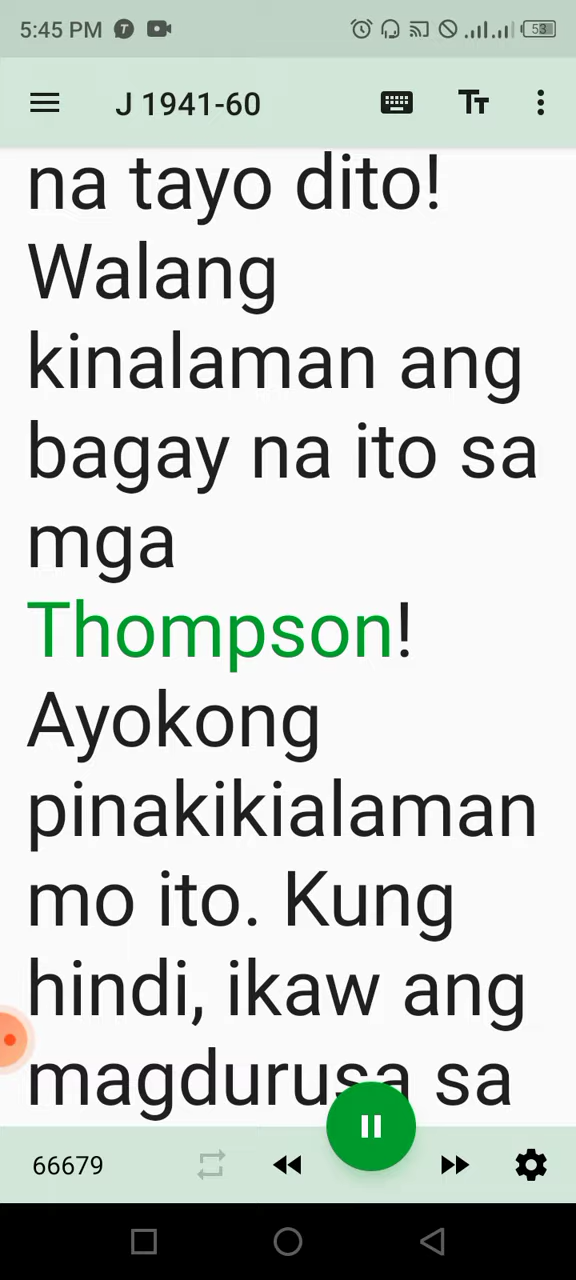 5:45 PM
53
J 1941-60
na tayo dito!
Walang
kinalaman ang
bagay na ito sa
mga
Thompson!
Ayokong
pinakikialaman
mo ito. Kung
hindi, ikaw ang
magdurusa sa
66679